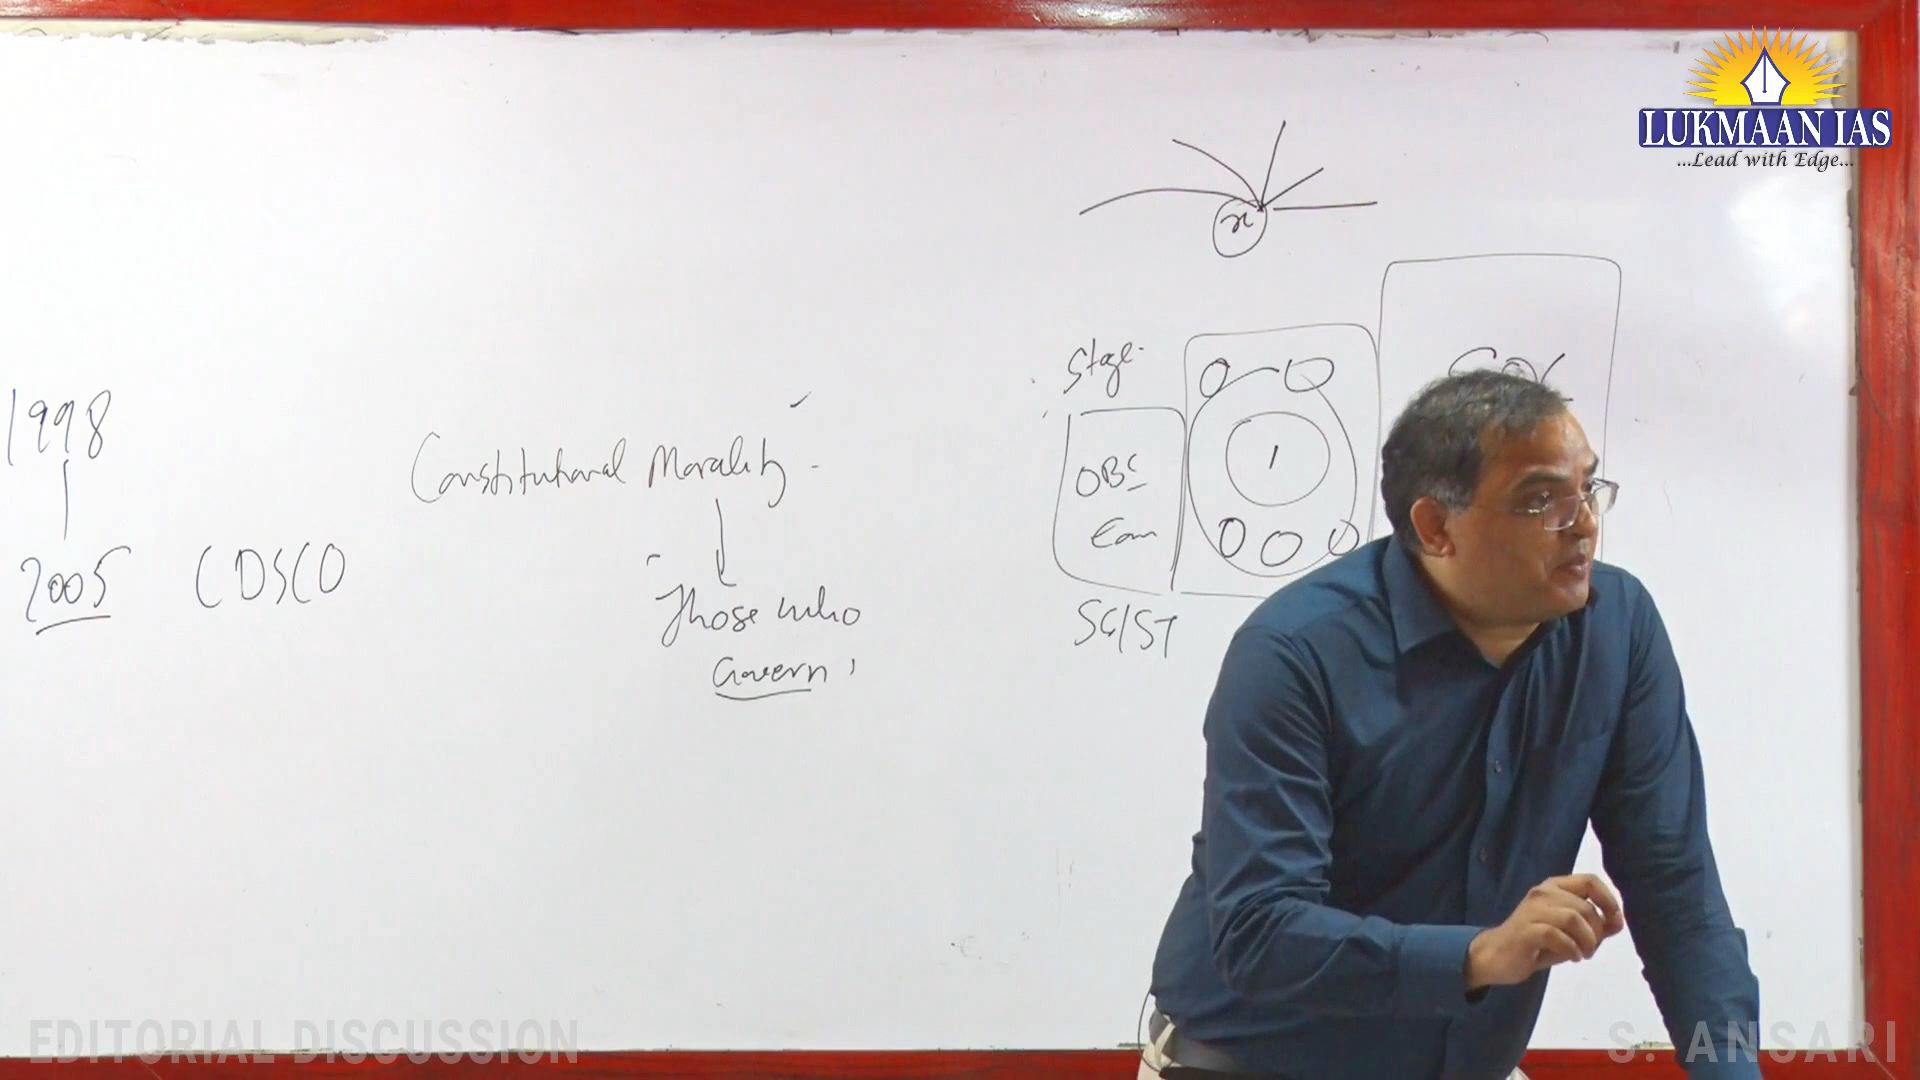 LUKMAAN IAS
...Lead with Edge...
x
Stage
1998
2005
CDSCO
Constitutional Morality
Those who
Govern
OBC
1
SC/ST
EDITORIAL DISCUSSION
S. ANSARI